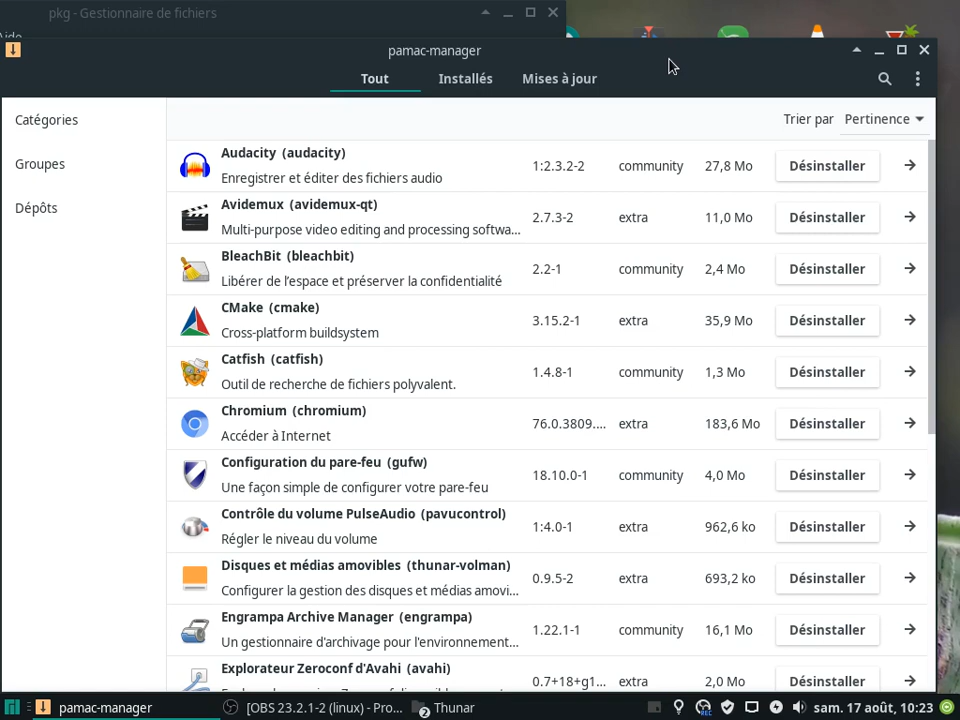 pkg - Gestionnaire de fichiers
pamac-manager
Tout Installés Mises à jour
Catégories
Groupes
Dépôts
Trier par Pertinence
Audacity (audacity)
Enregistrer et éditer des fichiers audio
1:2.3.2-2 community 27,8 Mo Désinstaller
Avidemux (avidemux-qt)
Multi-purpose video editing and processing softwa...
2.7.3-2 extra 11,0 Mo Désinstaller
BleachBit (bleachbit)
Libérer de l’espace et préserver la confidentialité
2.2-1 community 2,4 Mo Désinstaller
CMake (cmake)
Cross-platform buildsystem
3.15.2-1 extra 35,9 Mo Désinstaller
Catfish (catfish)
Outil de recherche de fichiers polyvalent.
1.4.8-1 community 1,3 Mo Désinstaller
Chromium (chromium)
Accéder à Internet
76.0.3809.... extra 183,6 Mo Désinstaller
Configuration du pare-feu (gufw)
Une façon simple de configurer votre pare-feu
18.10.0-1 community 4,0 Mo Désinstaller
Contrôle du volume PulseAudio (pavucontrol)
Régler le niveau du volume
1:4.0-1 extra 962,6 ko Désinstaller
Disques et médias amovibles (thunar-volman)
Configurer la gestion des disques et médias amovi...
0.9.5-2 extra 693,2 ko Désinstaller
Engrampa Archive Manager (engrampa)
Un gestionnaire d'archivage pour l'environnement...
1.22.1-1 community 16,1 Mo Désinstaller
Explorateur Zeroconf d'Avahi (avahi)
0.7+18+g1... extra 2,0 Mo Désinstaller
pamac-manager [OBS 23.2.1-2 (linux) - Pro... 2 Thunar sam. 17 août, 10:23